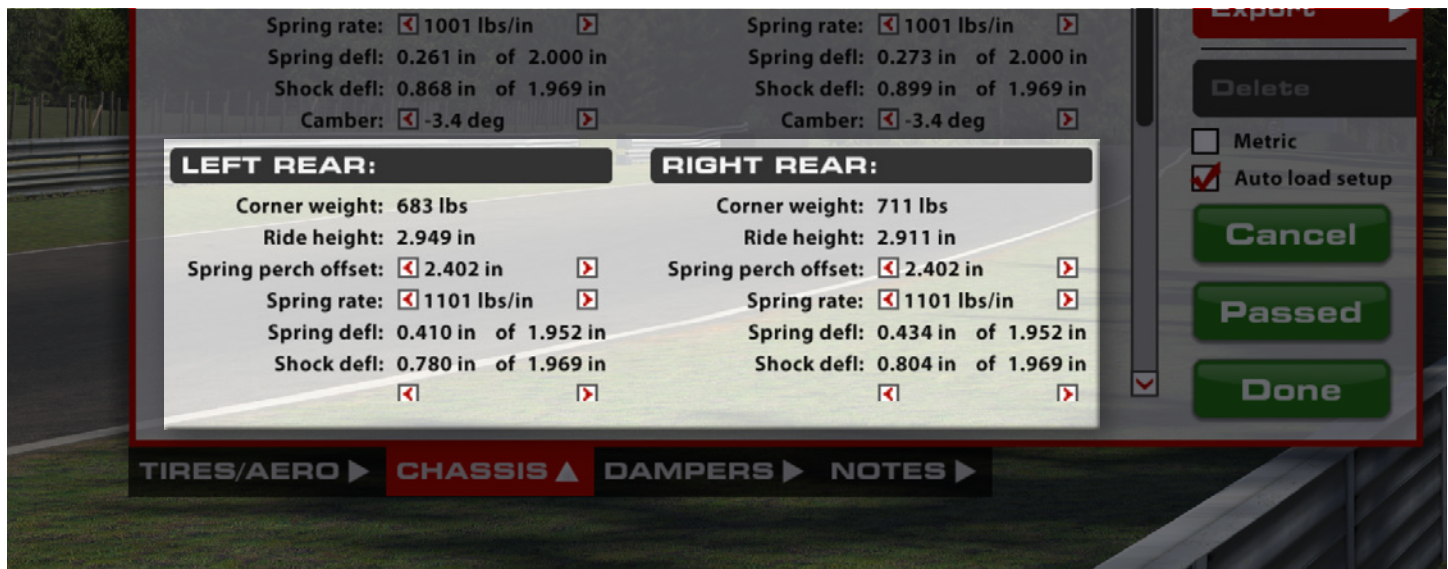 Spring rate: 1001 lbs/in
Spring defl: 0.261 in of 2.000 in
Shock defl: 0.868 in of 1.969 in
Camber: -3.4 deg
Spring rate: 1001 lbs/in
Spring defl: 0.273 in of 2.000 in
Shock defl: 0.899 in of 1.969 in
Camber: -3.4 deg
LEFT REAR:
Corner weight: 683 lbs
Ride height: 2.949 in
Spring perch offset: 2.402 in
Spring rate: 1101 lbs/in
Spring defl: 0.410 in of 1.952 in
Shock defl: 0.780 in of 1.969 in
RIGHT REAR:
Corner weight: 711 lbs
Ride height: 2.911 in
Spring perch offset: 2.402 in
Spring rate: 1101 lbs/in
Spring defl: 0.434 in of 1.952 in
Shock defl: 0.804 in of 1.969 in
Export
Delete
Metric
Auto load setup
Cancel
Passed
Done
TIRES/AERO CHASSIS DAMPERS NOTES